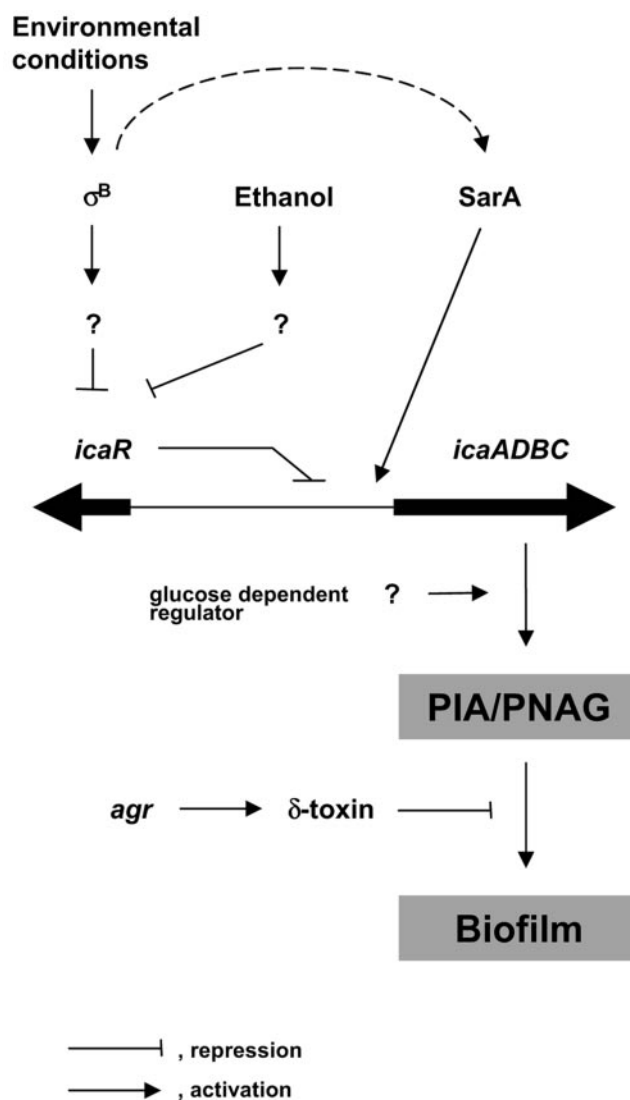 Environmental
conditions
σB
Ethanol
SarA
?
?
icaR
icaADBC
glucose dependent
regulator
?
PIA/PNAG
agr
δ-toxin
Biofilm
, repression
, activation